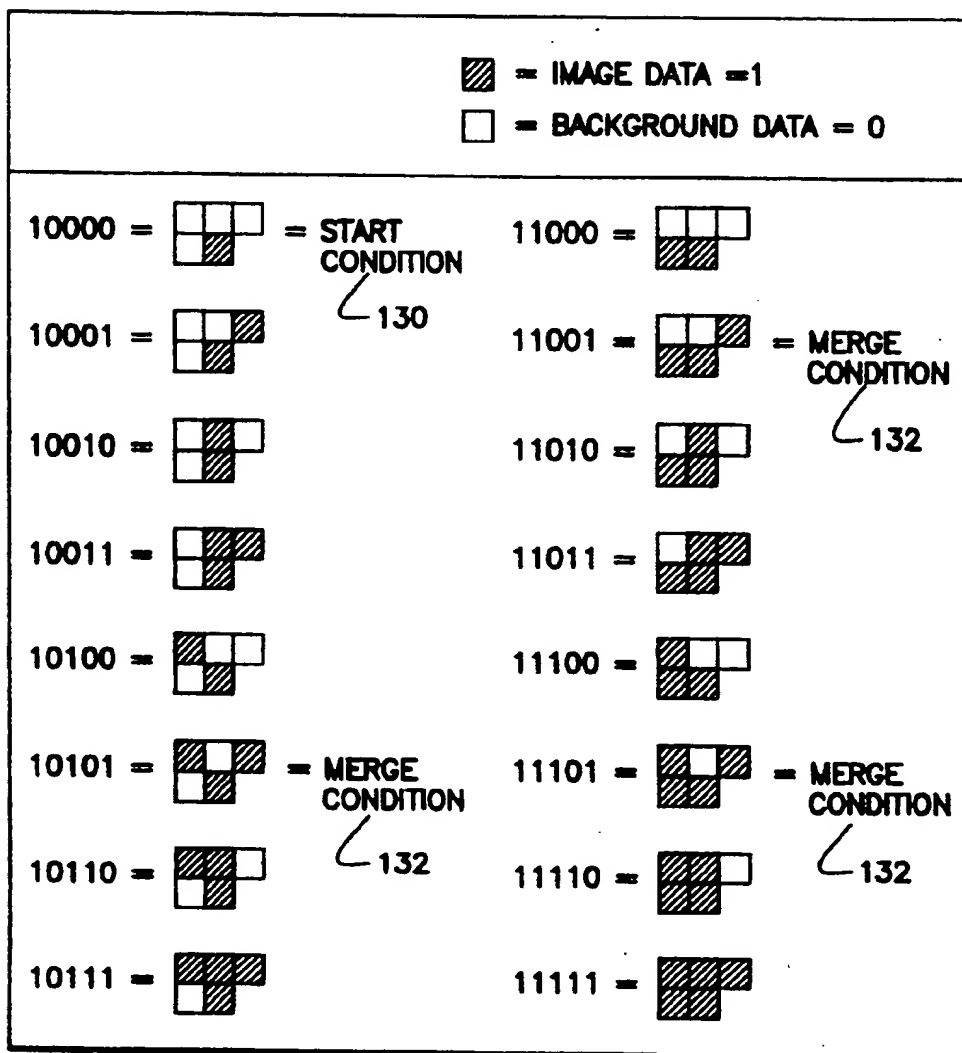 = IMAGE DATA =1
= BACKGROUND DATA = 0
10000 = = START CONDITION
130
10001 =
10010 =
10011 =
10100 =
10101 = = MERGE CONDITION
132
10110 =
10111 =
11000 =
11001 = = MERGE CONDITION
132
11010 =
11011 =
11100 =
11101 = = MERGE CONDITION
132
11110 =
11111 =